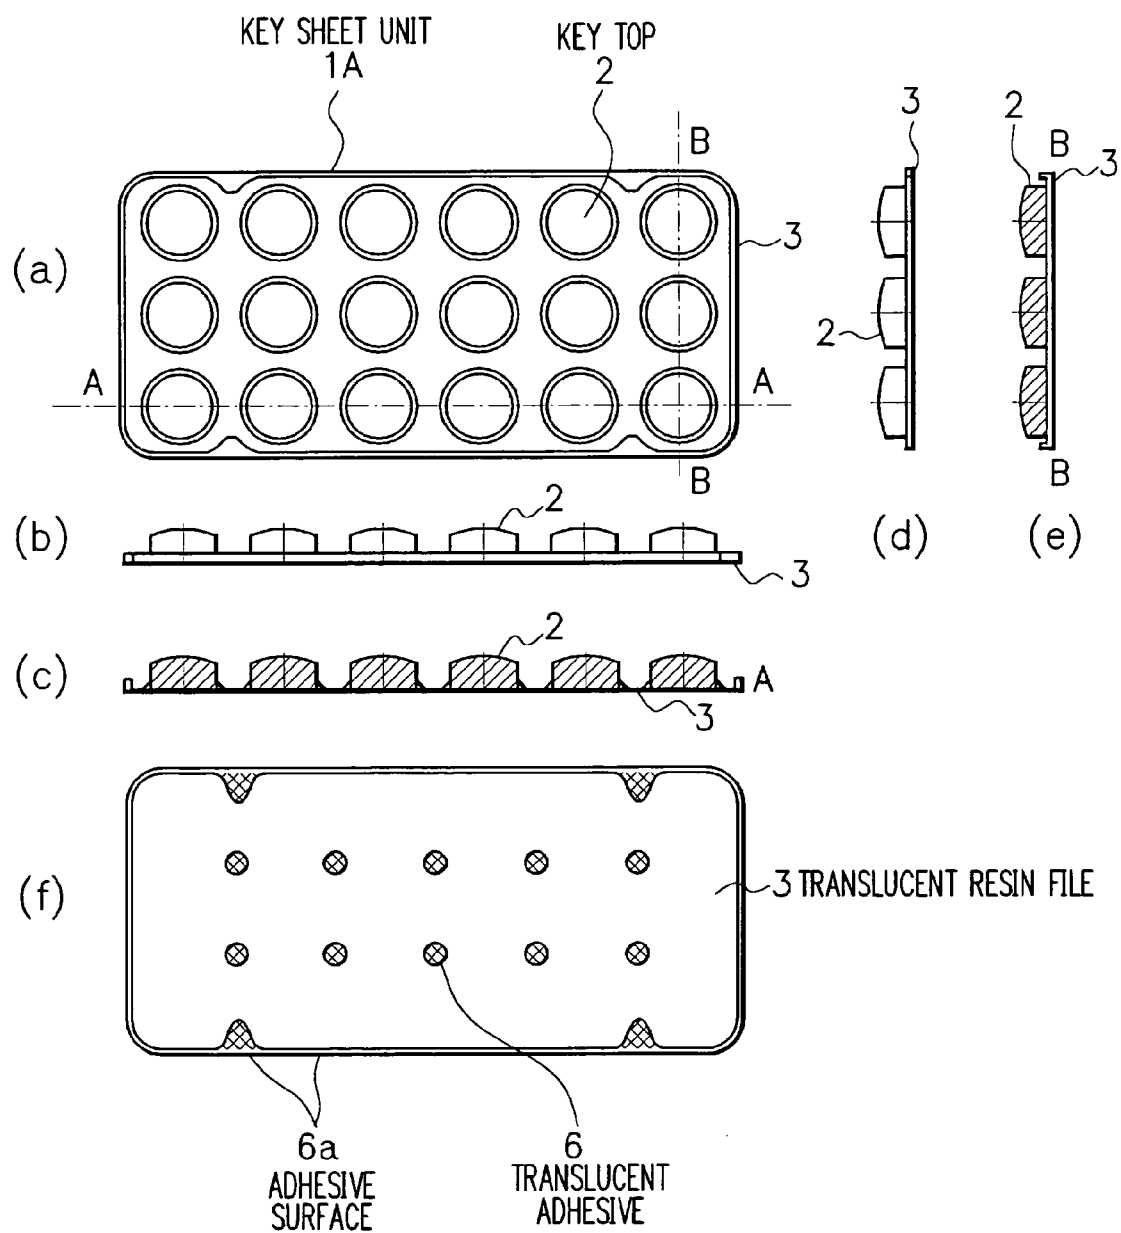 KEY SHEET UNIT
1A
KEY TOP
2
B
3
A
A
B
(a)
3
2
(d)
2
B
3
B
(e)
(b)
2
3
(c)
2
A
3
(f)
3 TRANSLUCENT RESIN FILE
6a
ADHESIVE
SURFACE
6
TRANSLUCENT
ADHESIVE